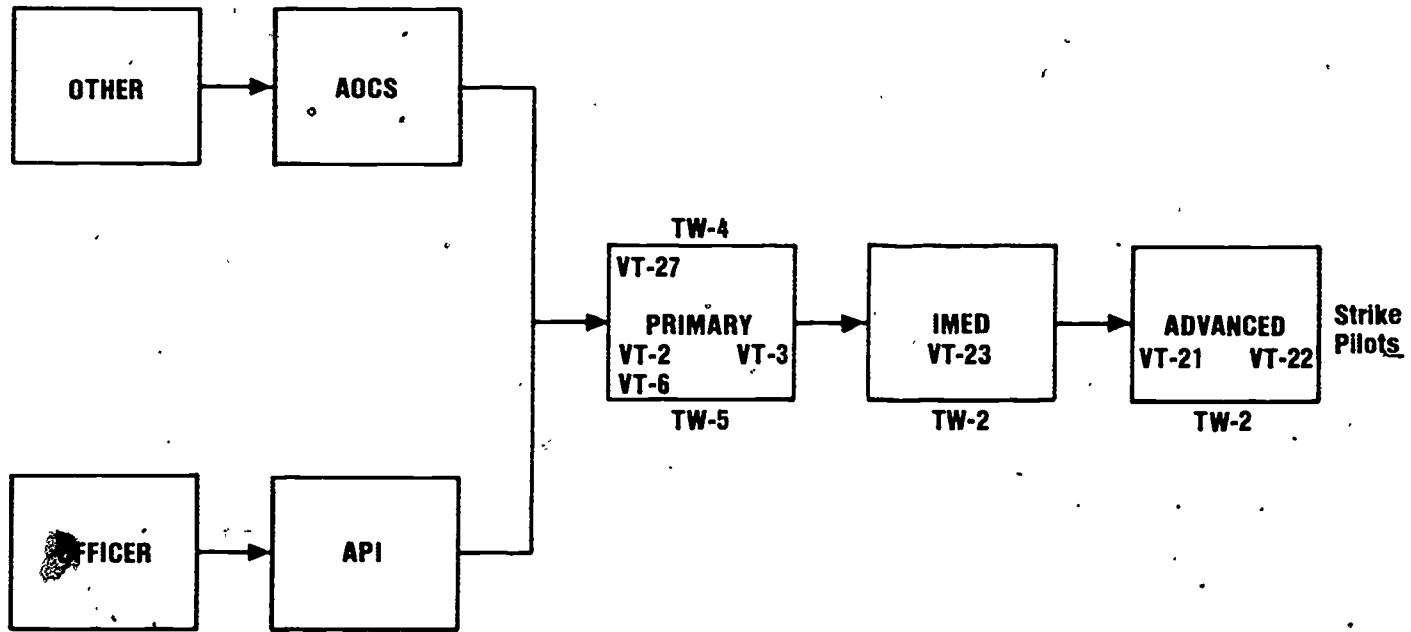 OTHER
AOCS
TW-4
VT-27
PRIMARY
VT-2 VT-3
VT-6
TW-5
IMED
VT-23
TW-2
ADVANCED
VT-21 VT-22
TW-2
Strike
Pilots
OFFICER
API